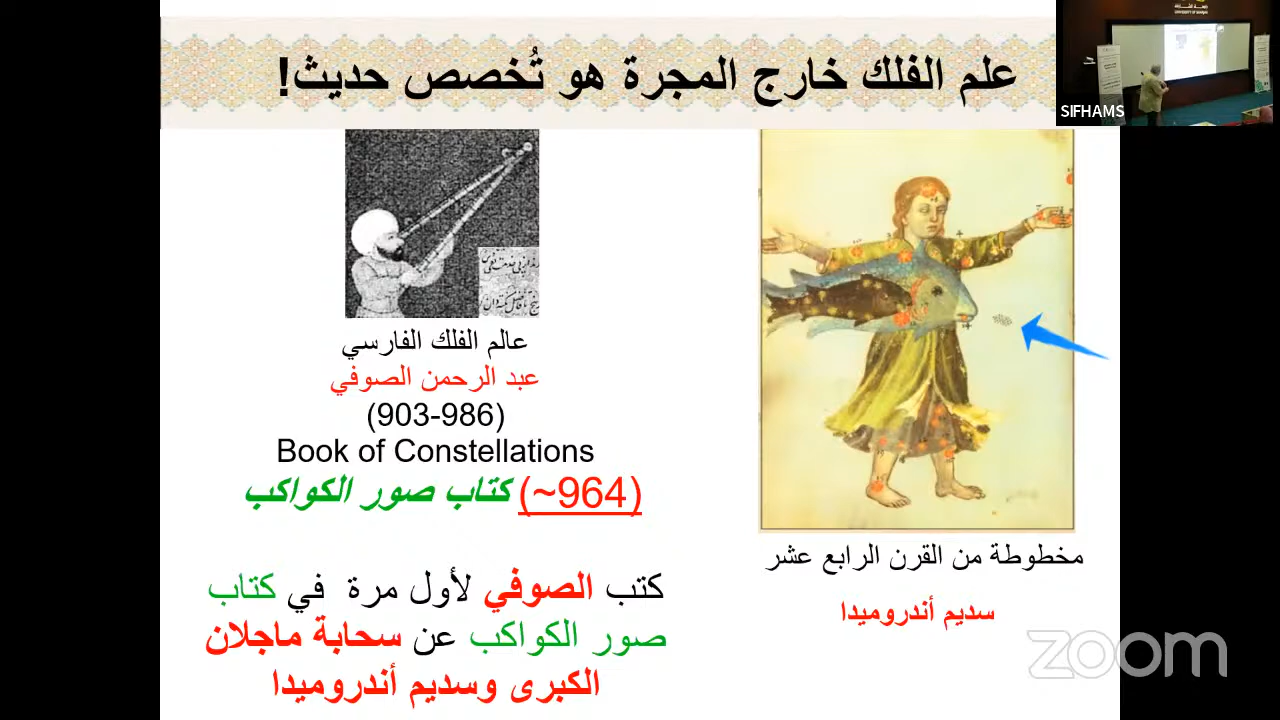 علم الفلك خارج المجرة هو تُخصص حديث!
SIFHAMS
عالم الفلك الفارسي
عبد الرحمن الصوفي
(903-986)
Book of Constellations
كتاب صور الكواكب (~964)
كتب الصوفي لأول مرة في كتاب
صور الكواكب عن سحابة ماجلان
الكبرى وسديم أندروميدا
مخطوطة من القرن الرابع عشر
سديم أندروميدا
zoom